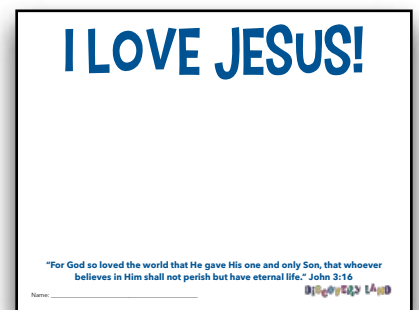 I LOVE JESUS!
“For God so loved the world that He gave His one and only Son, that whoever
believes in Him shall not perish but have eternal life.” John 3:16
DISCOVERY LAND
Name: ____________________